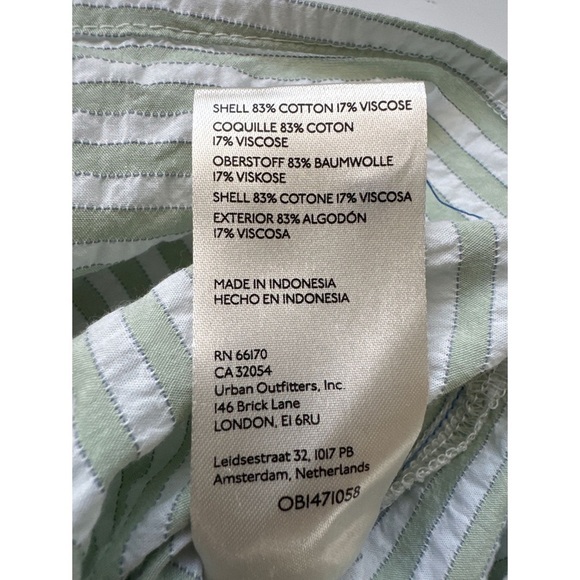 SHELL 83% COTTON 17% VISCOSE
COQUILLE 83% COTON
17% VISCOSE
OBERSTOFF 83% BAUMWOLLE
17% VISKOSE
SHELL 83% COTONE 17% VISCOSA
EXTERIOR 83% ALGODÓN
17% VISCOSA
MADE IN INDONESIA
HECHO EN INDONESIA
RN 66170
CA 32054
Urban Outfitters, Inc.
146 Brick Lane
LONDON, E1 6RU
Leidsestraat 32, 1017 PB
Amsterdam, Netherlands
OB1471058